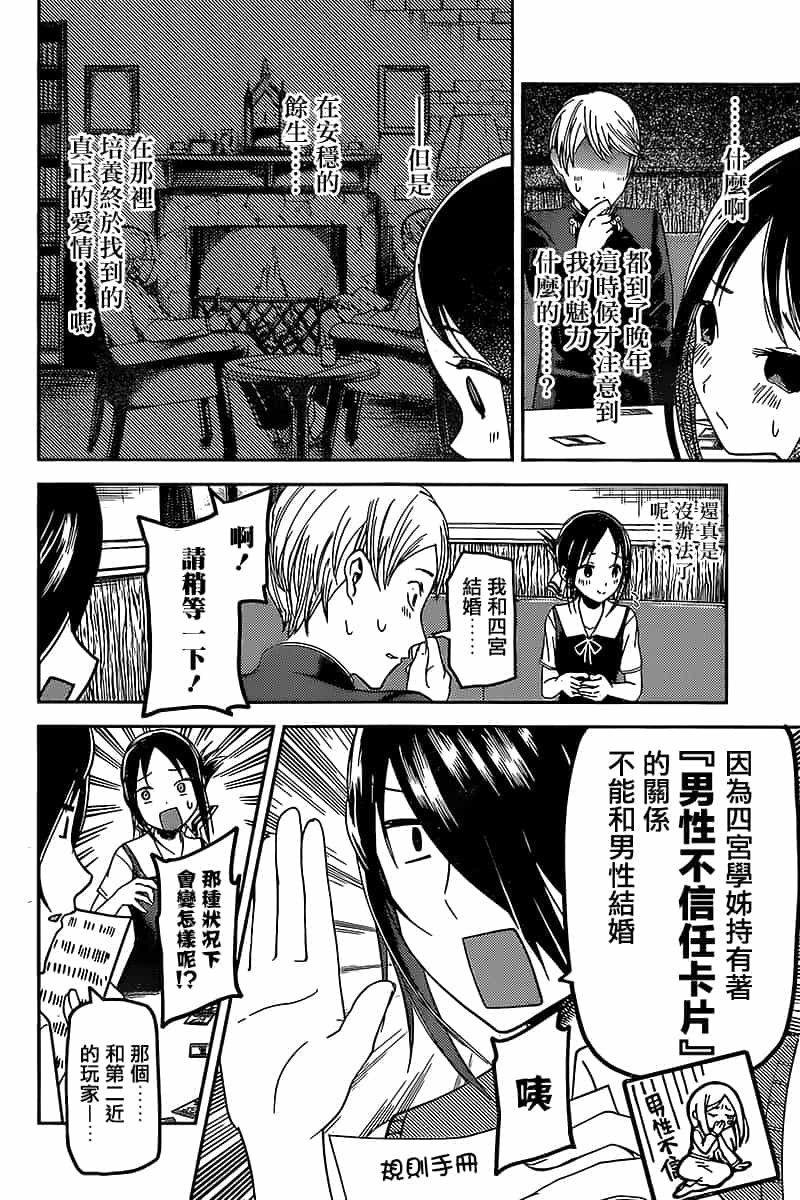 ……什麼啊
都到了晚年
這時候才注意到
我的魅力
什麼的……？
──但是
在安穩的
餘生……
在那裡
培養終於找到的
真正的愛情……嗎
還真是
沒辦法了
呢……
我和四宮
結婚……
啊！
請稍等一下！
因為四宮學姊持有著
『男性不信任卡片』
的關係
不能和男性結婚
男性不信
咦
規則手冊
那種狀況下
會變怎樣呢！？
那個……
和第二近
的玩家─…